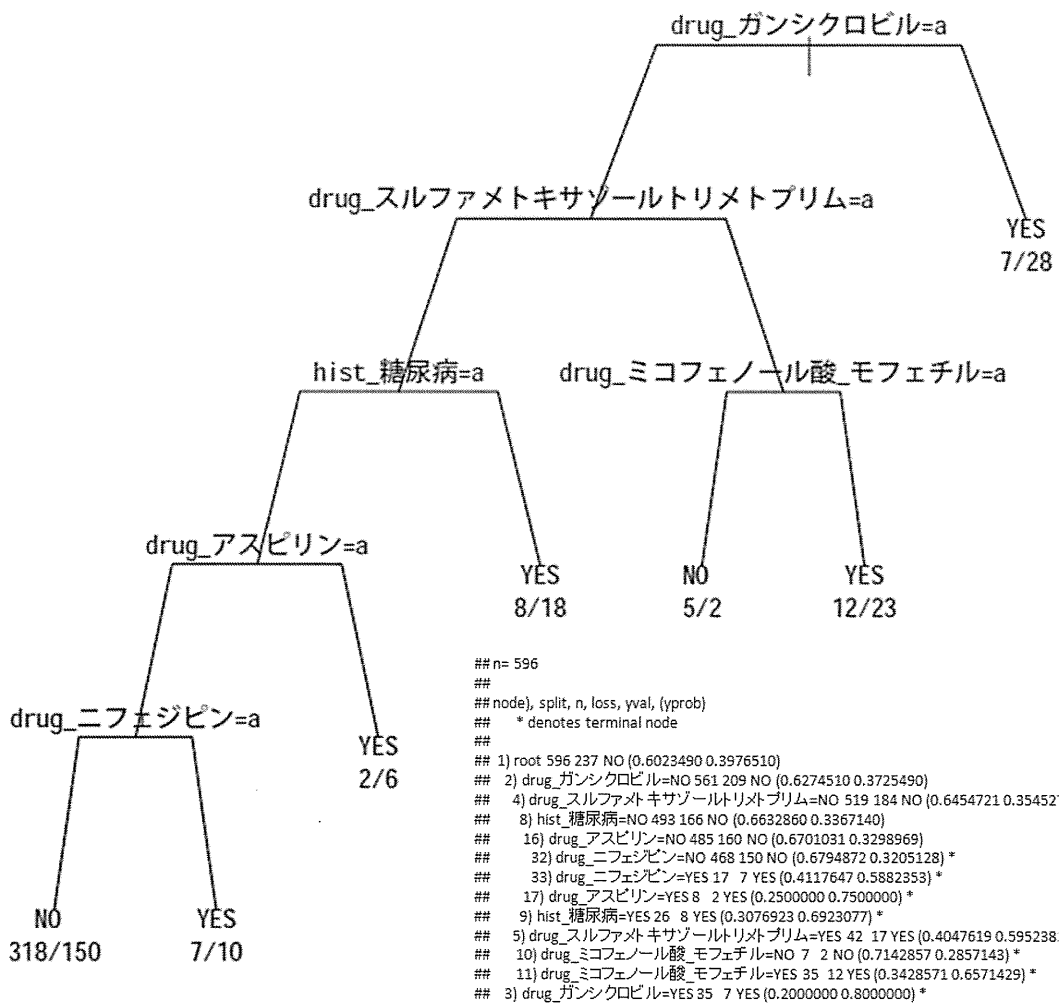 drug_ガンシクロビル=a
drug_スルファメトキサゾールトリメトプリム=a
YES
7/28
hist_糖尿病=a
drug_ミコフェノール酸_モフェチル=a
drug_アスピリン=a
YES
8/18
NO
5/2
YES
12/23
drug_ニフェジピン=a
YES
2/6
NO
318/150
YES
7/10
## n= 596
##
## node), split, n, loss, yval, (yprob)
## * denotes terminal node
##
## 1) root 596 237 NO (0.6023490 0.3976510)
## 2) drug_ガンシクロビル=NO 561 209 NO (0.6274510 0.3725490)
## 4) drug_スルファメトキサゾールトリメトプリム=NO 519 184 NO (0.6454721 0.354527
## 8) hist_糖尿病=NO 493 166 NO (0.6632860 0.3367140)
## 16) drug_アスピリン=NO 485 160 NO (0.6701031 0.3298969)
## 32) drug_ニフェジピン=NO 468 150 NO (0.6794872 0.3205128) *
## 33) drug_ニフェジピン=YES 17 7 YES (0.4117647 0.5882353) *
## 17) drug_アスピリン=YES 8 2 YES (0.2500000 0.7500000) *
## 9) hist_糖尿病=YES 26 8 YES (0.3076923 0.6923077) *
## 5) drug_スルファメトキサゾールトリメトプリム=YES 42 17 YES (0.4047619 0.595238
## 10) drug_ミコフェノール酸_モフェチル=NO 7 2 NO (0.7142857 0.2857143) *
## 11) drug_ミコフェノール酸_モフェチル=YES 35 12 YES (0.3428571 0.6571429) *
## 3) drug_ガンシクロビル=YES 35 7 YES (0.2000000 0.8000000) *